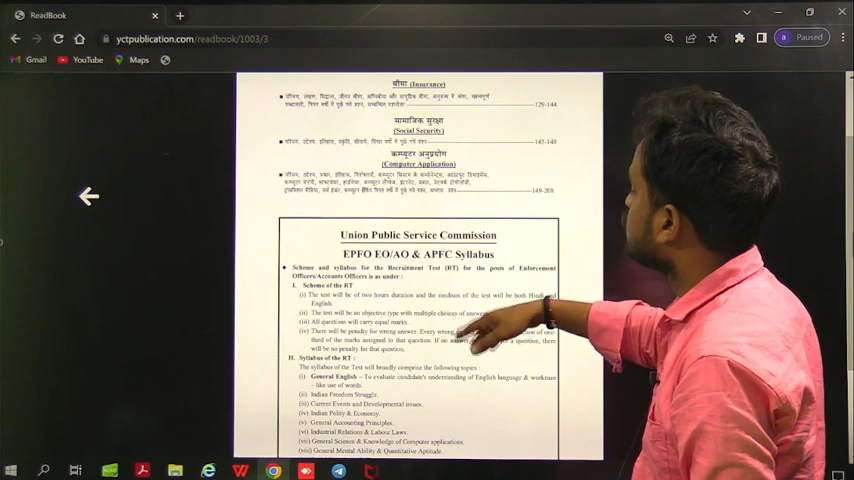 ReadBook
yctpublication.com/readbook/1003/3
a Paused
Gmail YouTube Maps
बीमा (Insurance)
129-144
सामाजिक सुरक्षा
(Social Security)
145-148
कम्प्यूटर अनुप्रयोग
(Computer Application)
149-208
Union Public Service Commission
EPFO EO/AO & APFC Syllabus
Scheme and syllabus for the Recruitment Test (RT) for the posts of Enforcement
Officers/Accounts Officers is as under :
I. Scheme of the RT
(i) The test will be of two hours duration and the medium of the test will be both Hindi and
English.
(ii) The test will be an objective type with multiple choices of answers
(iii) All questions will carry equal marks.
(iv) There will be penalty for wrong answer. Every wrong of one-
third of the marks assigned to that question. If no answer a question, there
will be no penalty for that question.
II. Syllabus of the RT :
The syllabus of the Test will broadly comprise the following topics :
(i) General English – To evaluate candidate's understanding of English language & workman
– like use of words.
(ii) Indian Freedom Struggle.
(iii) Current Events and Developmental issues.
(iv) Indian Polity & Economy.
(v) General Accounting Principles.
(vi) Industrial Relations & Labour Laws.
(vii) General Science & Knowledge of Computer applications.
(viii) General Mental Ability & Quantitative Aptitude.